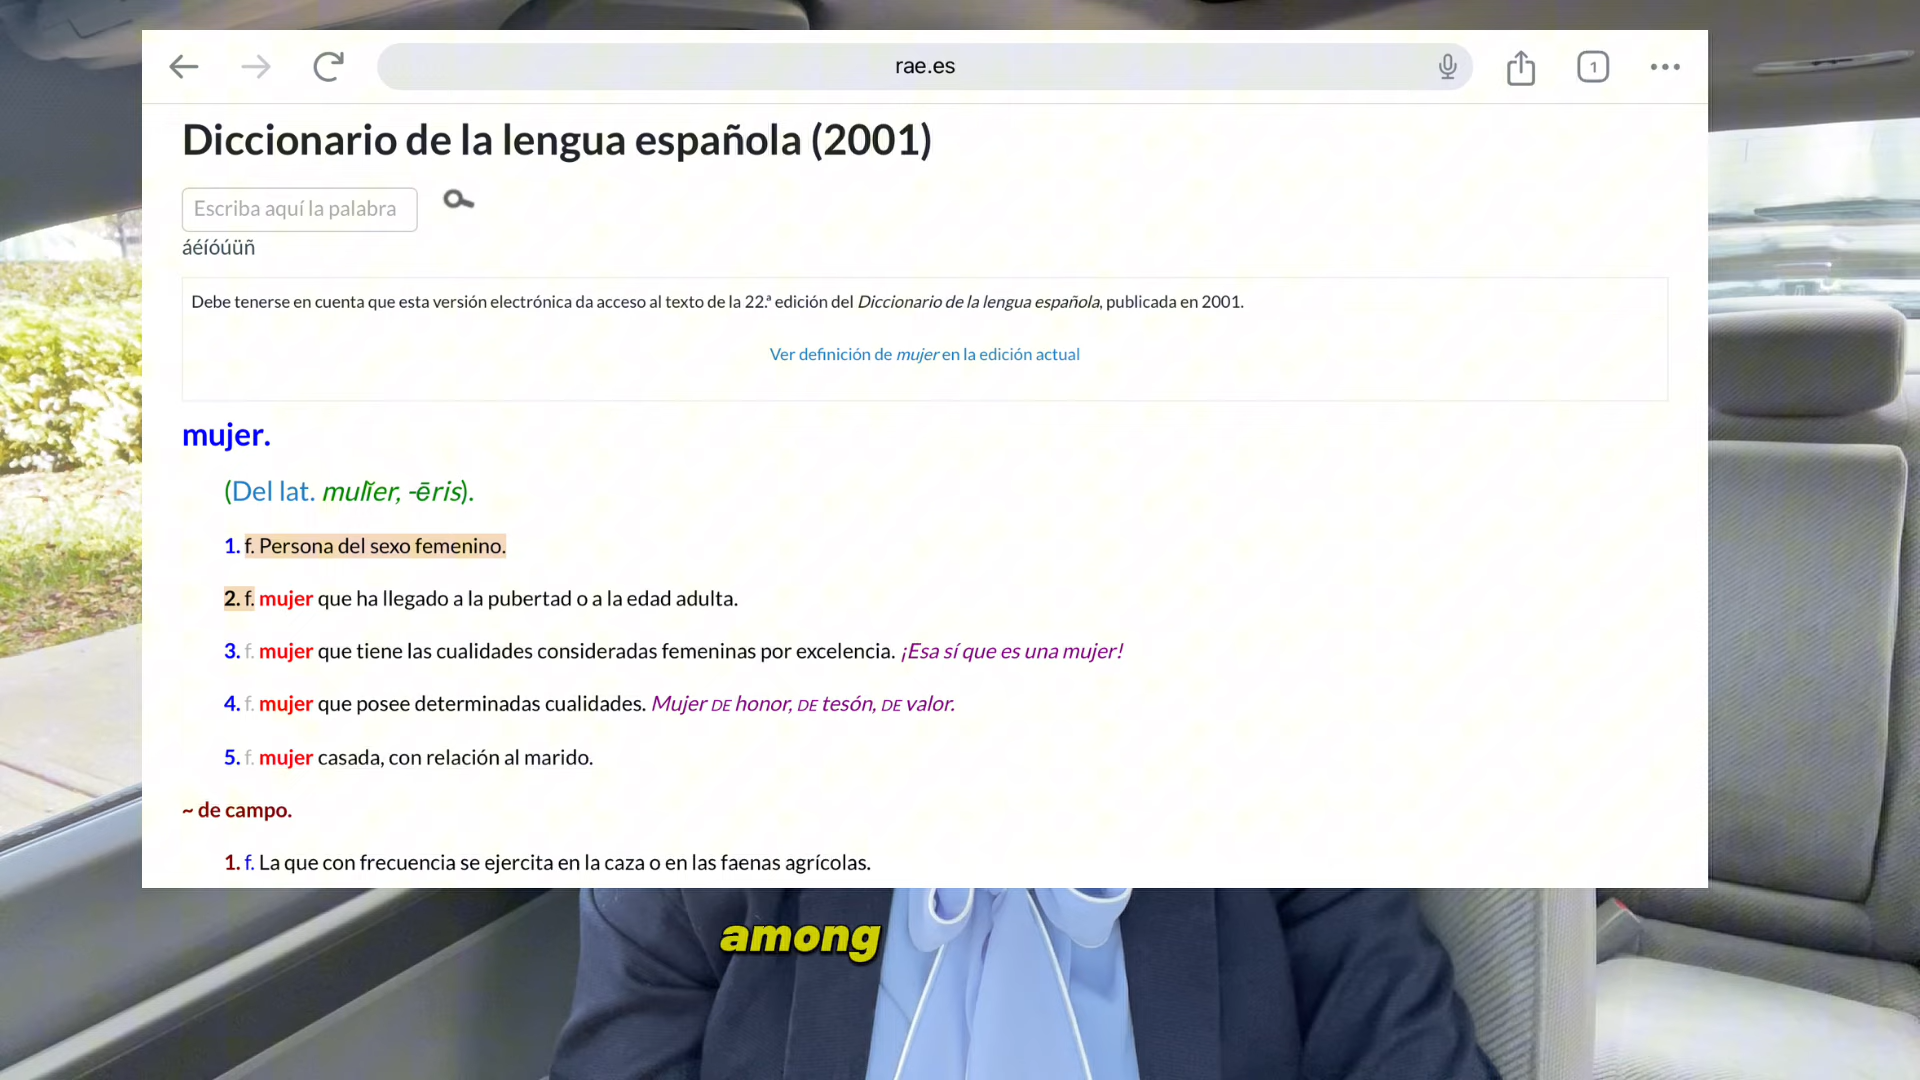 rae.es
1
Diccionario de la lengua española (2001)
Escriba aquí la palabra
áéíóúüñ
Debe tenerse en cuenta que esta versión electrónica da acceso al texto de la 22.ª edición del Diccionario de la lengua española, publicada en 2001.
Ver definición de mujer en la edición actual
mujer.
(Del lat. mulĭer, -ēris).
1. f. Persona del sexo femenino.
2. f. mujer que ha llegado a la pubertad o a la edad adulta.
3. f. mujer que tiene las cualidades consideradas femeninas por excelencia. ¡Esa sí que es una mujer!
4. f. mujer que posee determinadas cualidades. Mujer DE honor, DE tesón, DE valor.
5. f. mujer casada, con relación al marido.
~ de campo.
1. f. La que con frecuencia se ejercita en la caza o en las faenas agrícolas.
among